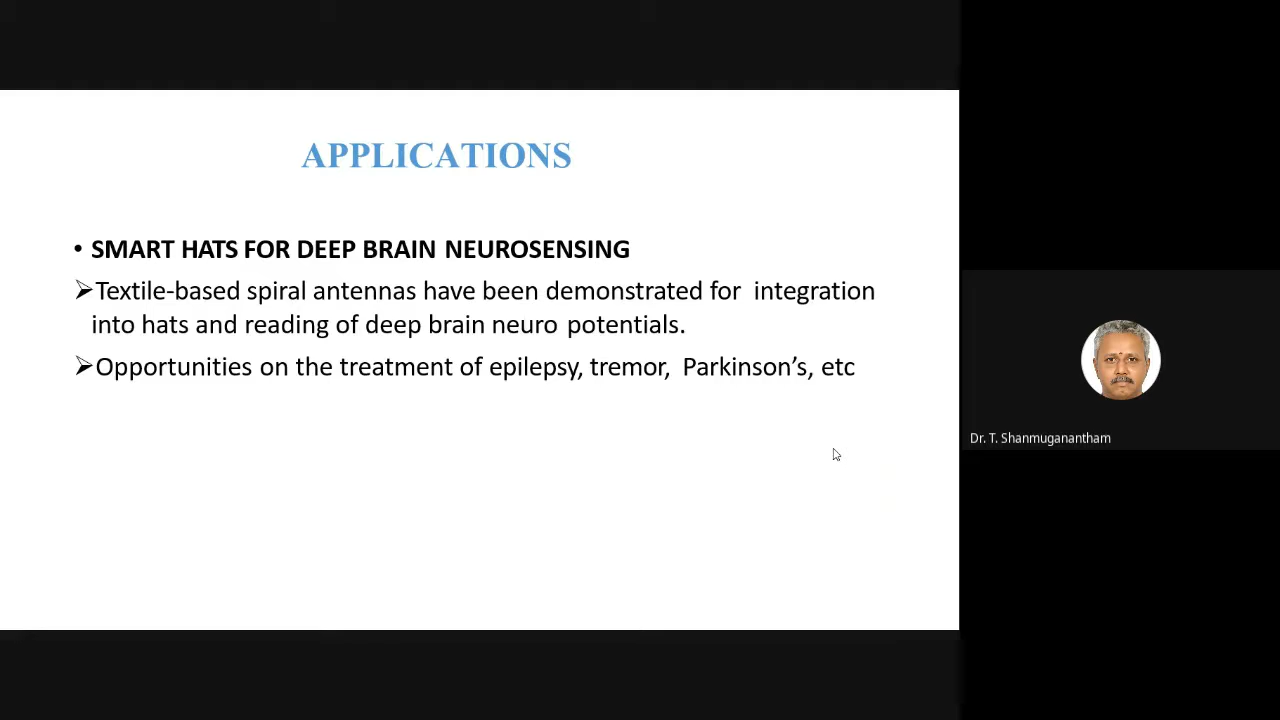 APPLICATIONS
• SMART HATS FOR DEEP BRAIN NEUROSENSING
➢Textile-based spiral antennas have been demonstrated for integration
into hats and reading of deep brain neuro potentials.
➢Opportunities on the treatment of epilepsy, tremor, Parkinson’s, etc
Dr. T. Shanmuganantham